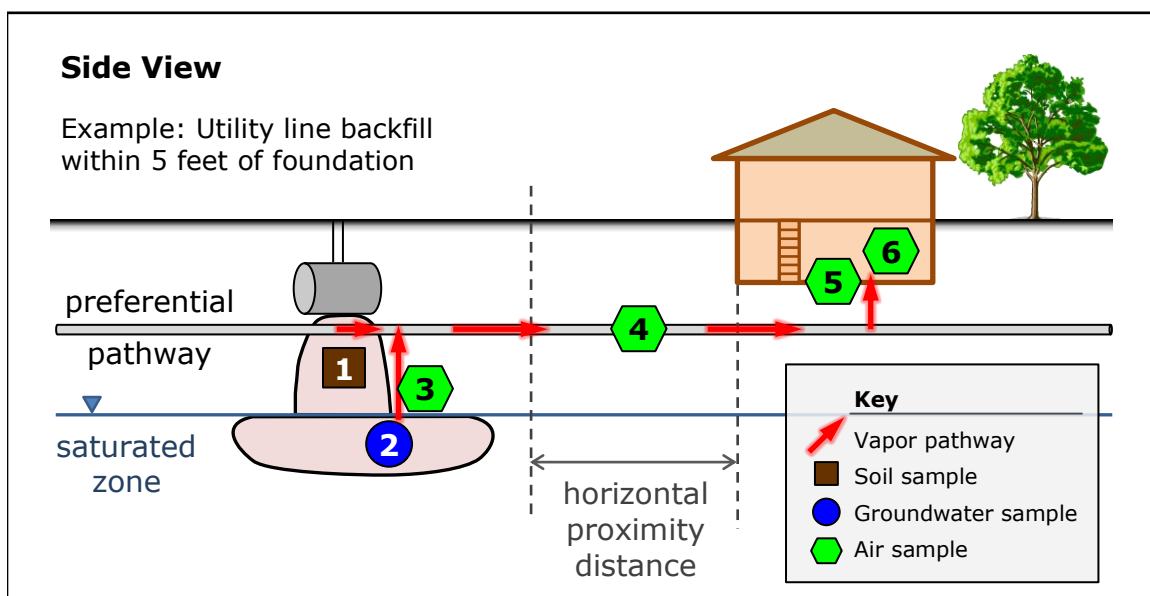 Side View
Example: Utility line backfill
within 5 feet of foundation
preferential
pathway
saturated
zone
1
2
3
4
5
6
horizontal
proximity
distance
Key
Vapor pathway
Soil sample
Groundwater sample
Air sample